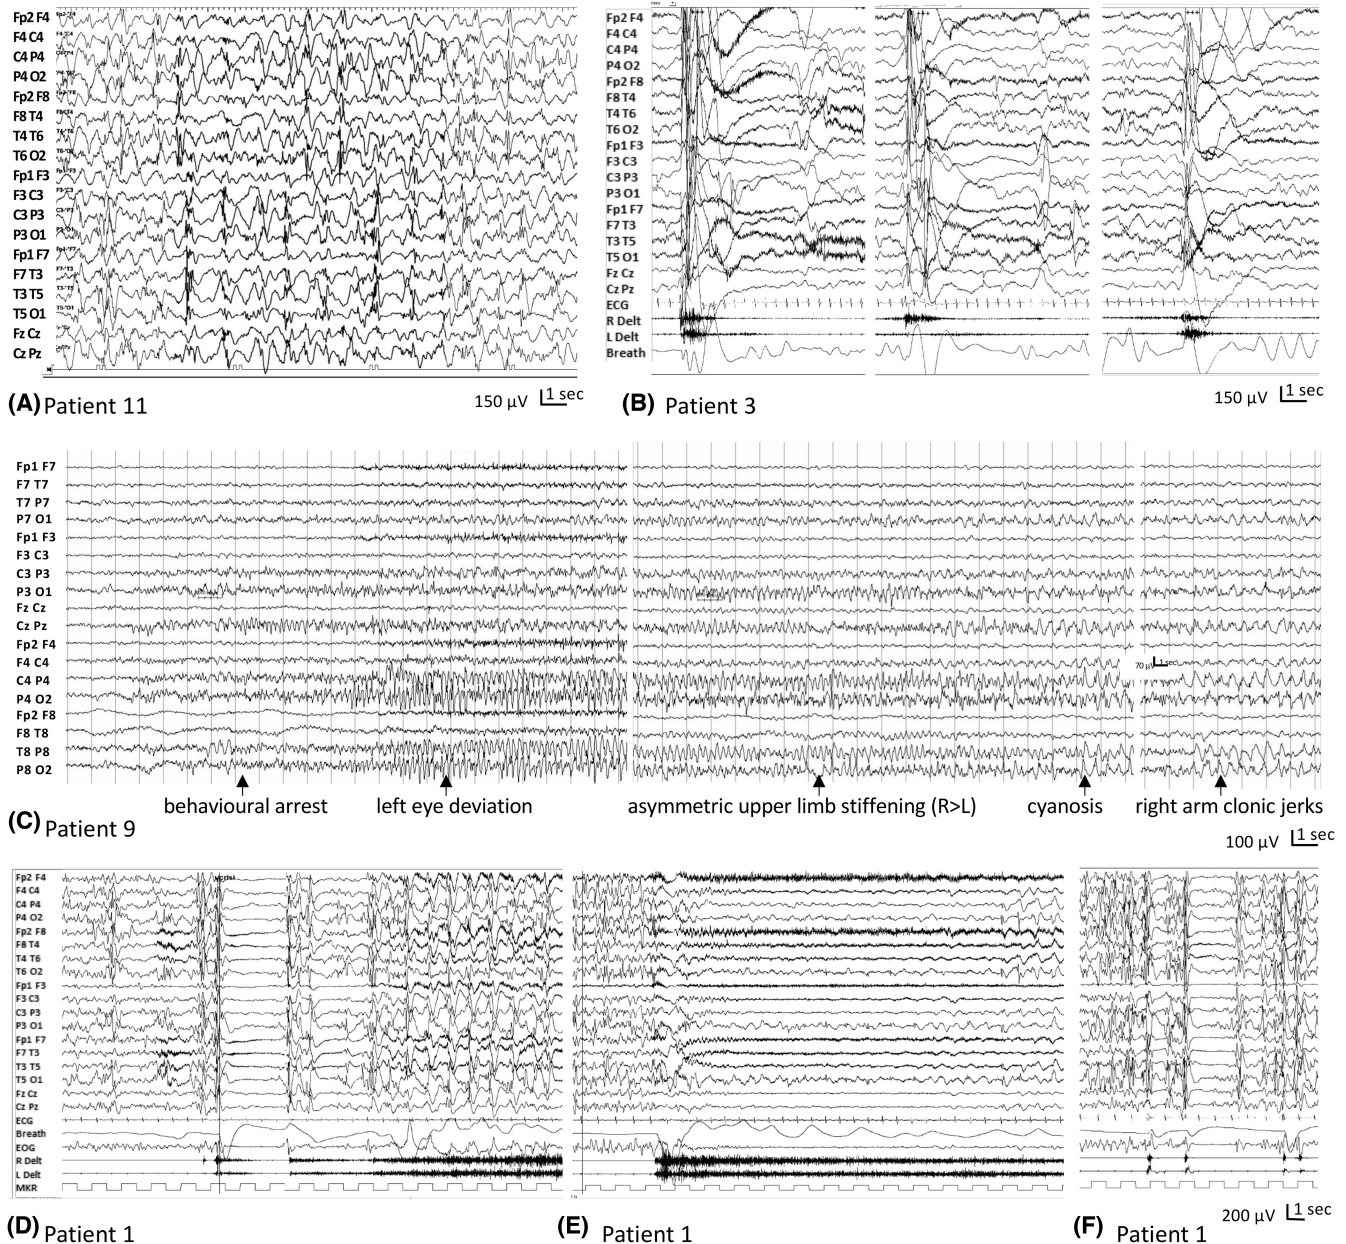 Fp2 F4
F4 C4
C4 P4
P4 O2
Fp2 F8
F8 T4
T4 T6
T6 O2
Fp1 F3
F3 C3
C3 P3
P3 O1
Fp1 F7
F7 T3
T3 T5
T5 O1
Fz Cz
Cz Pz
(A) Patient 11
150 µV 1 sec
Fp2 F4
F4 C4
C4 P4
P4 O2
Fp2 F8
F8 T4
T4 T6
T6 O2
Fp1 F3
F3 C3
C3 P3
P3 O1
Fp1 F7
F7 T3
T3 T5
T5 O1
Fz Cz
Cz Pz
ECG
R Delt
L Delt
Breath
(B) Patient 3
150 µV 1 sec
Fp1 F7
F7 T7
T7 P7
P7 O1
Fp1 F3
F3 C3
C3 P3
P3 O1
Fz Cz
Cz Pz
Fp2 F4
F4 C4
C4 P4
P4 O2
Fp2 F8
F8 T8
T8 P8
P8 O2
70 µV 1 sec
behavioural arrest
left eye deviation
asymmetric upper limb stiffening (R>L)
cyanosis
right arm clonic jerks
(C) Patient 9
100 µV 1 sec
Fp2 F4
F4 C4
C4 P4
P4 O2
Fp2 F8
F8 T4
T4 T6
T6 O2
Fp1 F3
F3 C3
C3 P3
P3 O1
Fp1 F7
F7 T3
T3 T5
T5 O1
Fz Cz
Cz Pz
ECG
Breath
EOG
R Delt
L Delt
MKR
(D) Patient 1
(E) Patient 1
(F) Patient 1
200 µV 1 sec